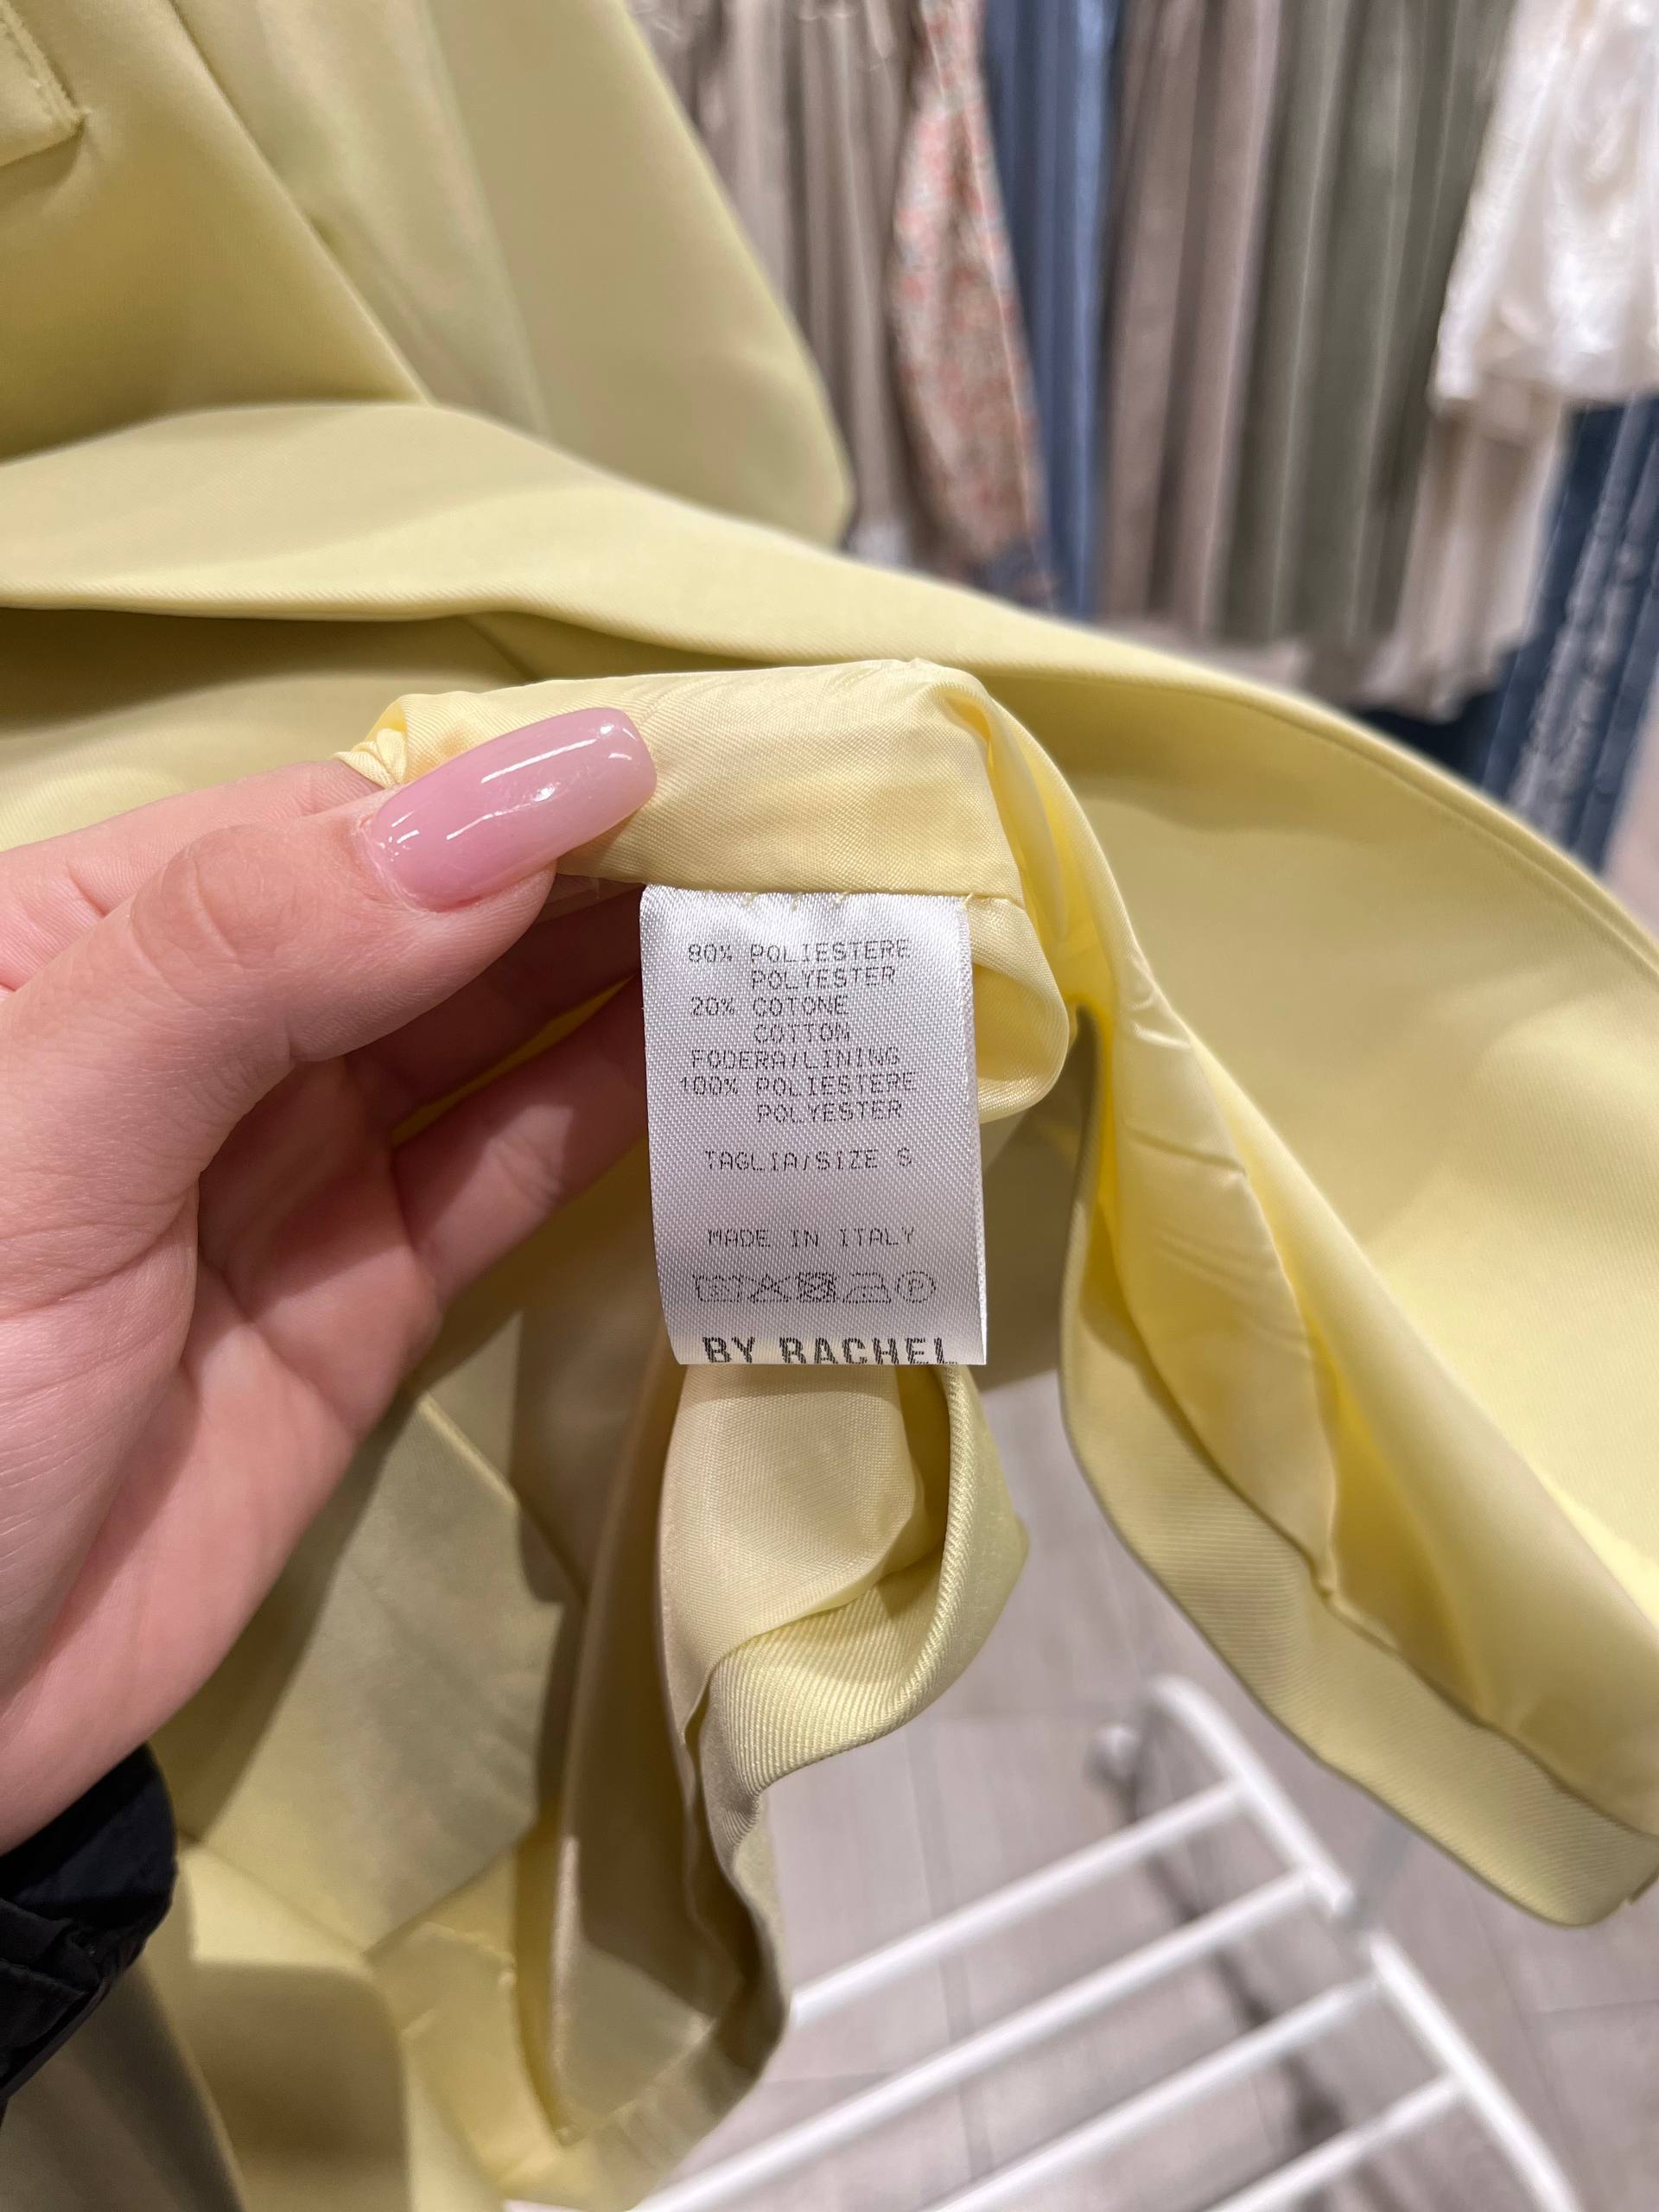 80% POLIESTERE
POLYESTER
20% COTONE
COTTON
FODERA/LINING
100% POLIESTERE
POLYESTER
TAGLIA/SIZE S
MADE IN ITALY
P
BY RACHEL